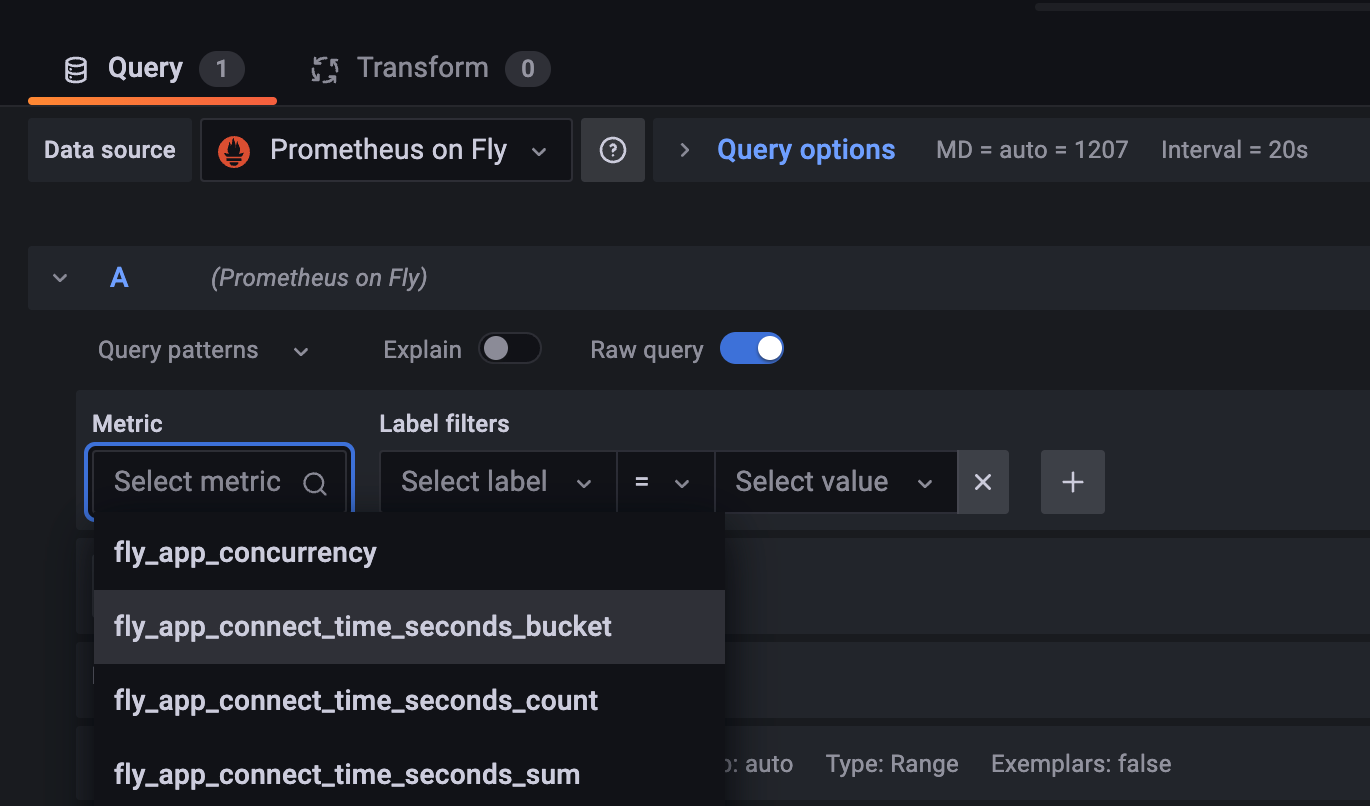 Query 1 Transform 0
Data source Prometheus on Fly ? Query options MD = auto = 1207 Interval = 20s
A (Prometheus on Fly)
Query patterns Explain Raw query
Metric Label filters
Select metric Select label = Select value × +
fly_app_concurrency
fly_app_connect_time_seconds_bucket
fly_app_connect_time_seconds_count
fly_app_connect_time_seconds_sum
auto Type: Range Exemplars: false